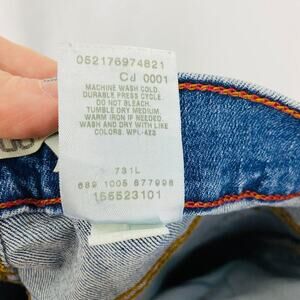 052176974821
CJ 0001
MACHINE WASH COLD.
DURABLE PRESS CYCLE.
DO NOT BLEACH.
TUMBLE DRY MEDIUM.
WARM IRON IF NEEDED.
WASH AND DRY WITH LIKE
COLORS. WPL-423
731L
689 1005 877998
155523101